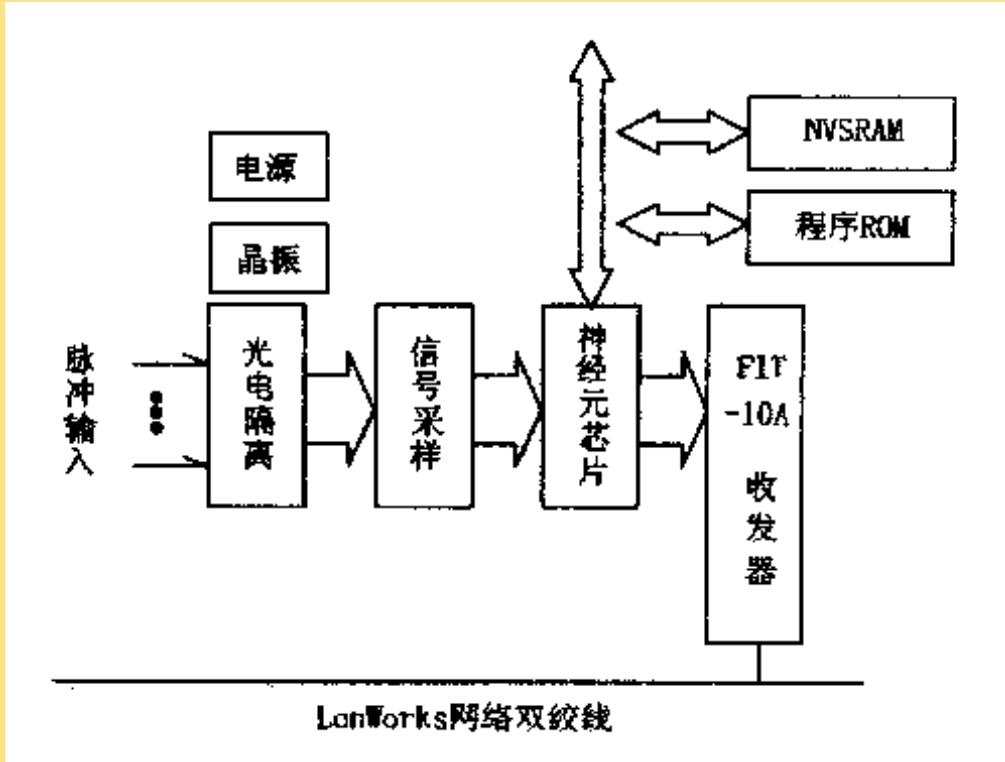 NVSRAM
电源
程序ROM
晶振
脉冲输入
光电隔离
信号采样
神经元芯片
FTT
-10A
收发器
LonWorks网络双绞线